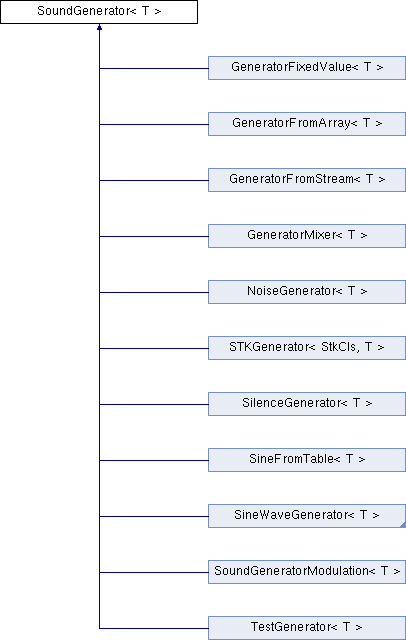 SoundGenerator< T >
GeneratorFixedValue< T >
GeneratorFromArray< T >
GeneratorFromStream< T >
GeneratorMixer< T >
NoiseGenerator< T >
STKGenerator< StkCls, T >
SilenceGenerator< T >
SineFromTable< T >
SineWaveGenerator< T >
SoundGeneratorModulation< T >
TestGenerator< T >